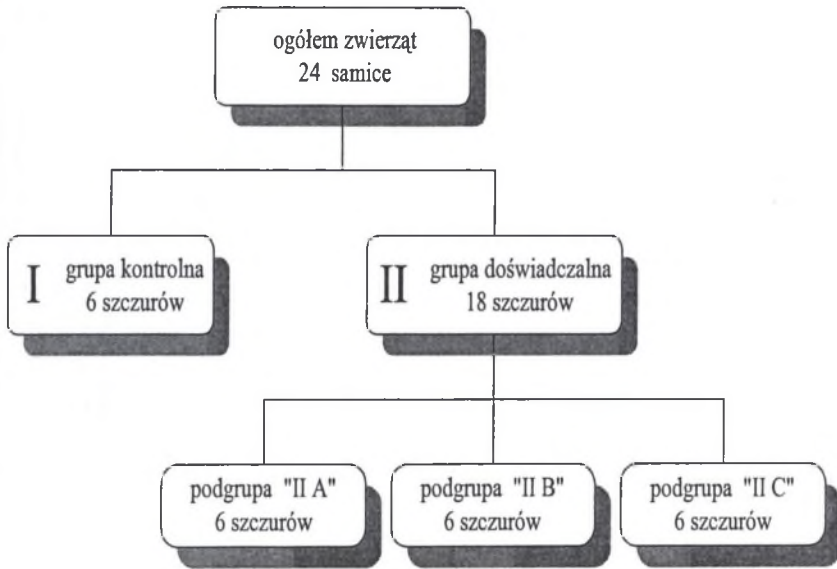 ogółem zwierząt
24 samice
I grupa kontrolna
6 szczurów
II grupa doświadczalna
18 szczurów
podgrupa "II A"
6 szczurów
podgrupa "II B"
6 szczurów
podgrupa "II C"
6 szczurów